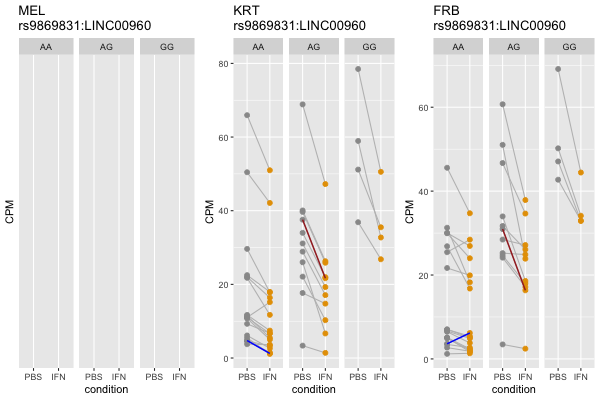 MEL
rs9869831:LINC00960
AA AG GG
CPM
PBS IFN PBS IFN PBS IFN
condition
KRT
rs9869831:LINC00960
AA AG GG
80
60
40
20
0
CPM
PBS IFN PBS IFN PBS IFN
condition
FRB
rs9869831:LINC00960
AA AG GG
60
40
20
0
CPM
PBS IFN PBS IFN PBS IFN
condition